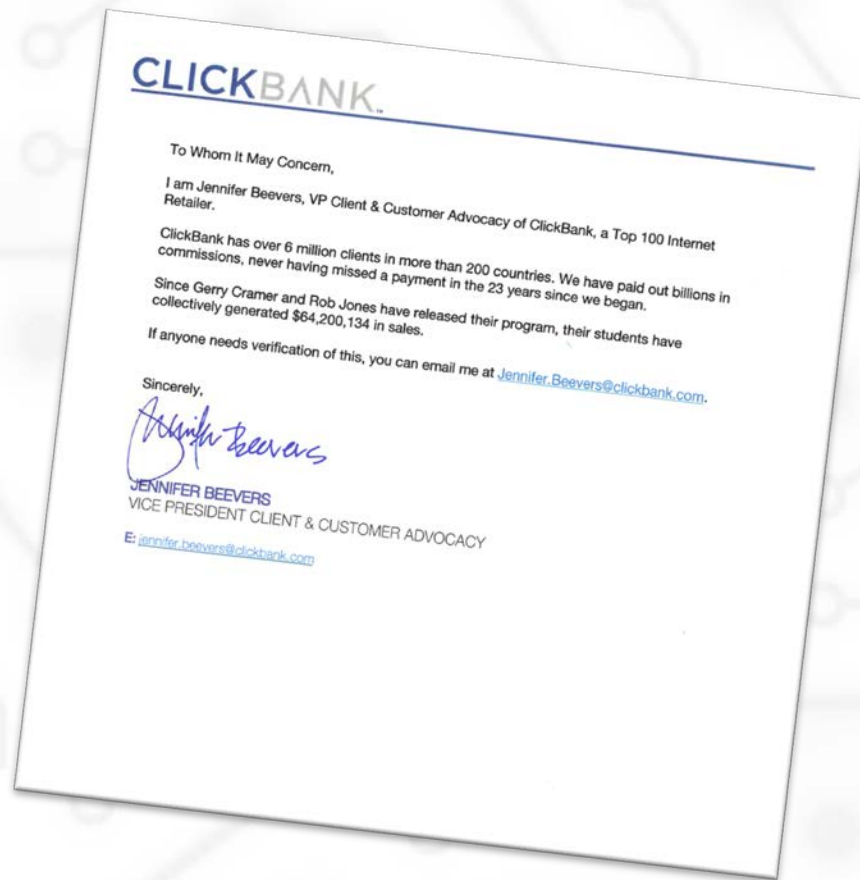 CLICKBANK™
To Whom It May Concern,
I am Jennifer Beevers, VP Client & Customer Advocacy of ClickBank, a Top 100 Internet
Retailer.
ClickBank has over 6 million clients in more than 200 countries. We have paid out billions in
commissions, never having missed a payment in the 23 years since we began.
Since Gerry Cramer and Rob Jones have released their program, their students have
collectively generated $64,200,134 in sales.
If anyone needs verification of this, you can email me at Jennifer.Beevers@clickbank.com.
Sincerely,
Jennifer Beevers
JENNIFER BEEVERS
VICE PRESIDENT CLIENT & CUSTOMER ADVOCACY
E: jennifer.beevers@clickbank.com